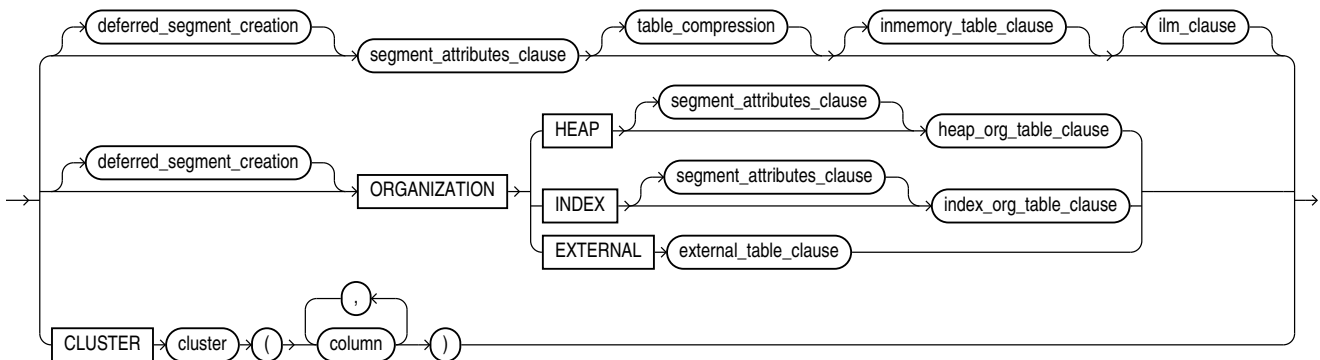 deferred_segment_creation table_compression inmemory_table_clause ilm_clause
segment_attributes_clause
segment_attributes_clause
HEAP heap_org_table_clause
deferred_segment_creation segment_attributes_clause
ORGANIZATION
INDEX index_org_table_clause
EXTERNAL external_table_clause
,
CLUSTER cluster ( column )